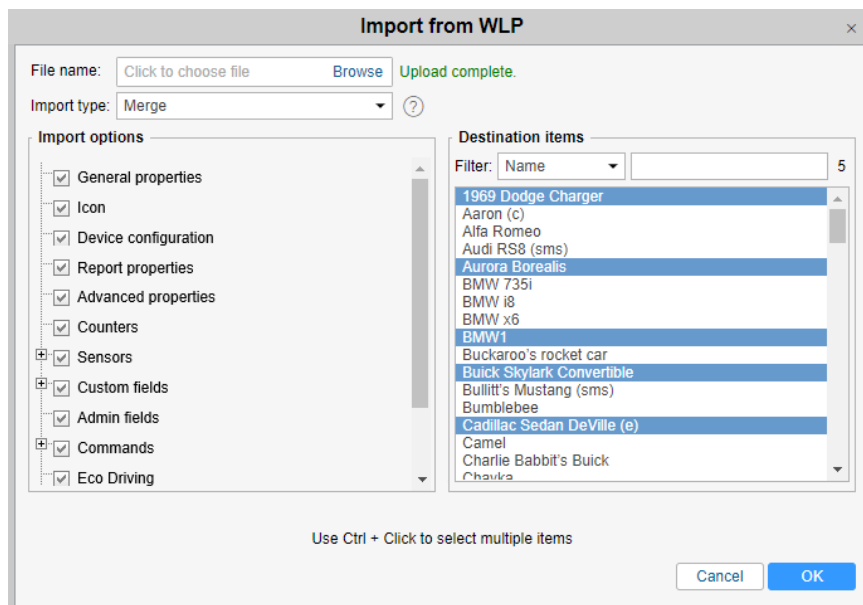 Import from WLP
File name: Click to choose file Browse Upload complete.
Import type: Merge ?
Import options
General properties
Icon
Device configuration
Report properties
Advanced properties
Counters
Sensors
Custom fields
Admin fields
Commands
Eco Driving
Destination items
Filter: Name 5
1969 Dodge Charger
Aaron (c)
Alfa Romeo
Audi RS8 (sms)
Aurora Borealis
BMW 735i
BMW i8
BMW x6
BMW1
Buckaroo's rocket car
Buick Skylark Convertible
Bullitt's Mustang (sms)
Bumblebee
Cadillac Sedan DeVille (e)
Camel
Charlie Babbit's Buick
Chayka
Use Ctrl + Click to select multiple items
Cancel OK